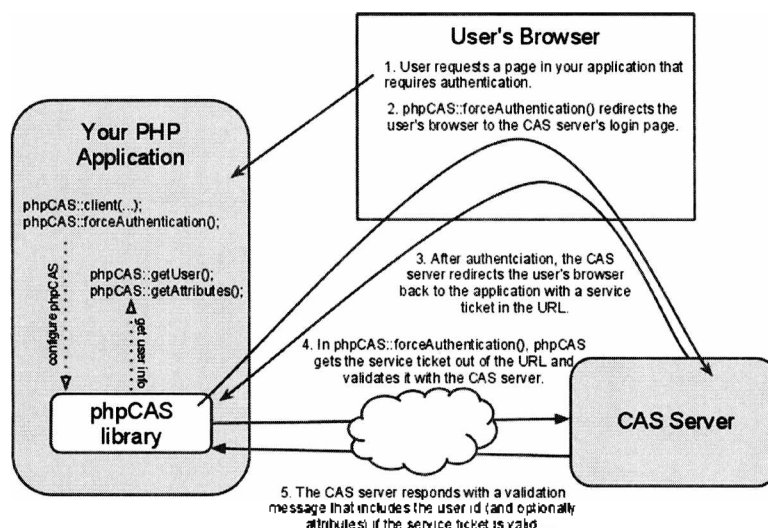 User's Browser
1. User requests a page in your application that
requires authentication.
2. phpCAS::forceAuthentication() redirects the
user's browser to the CAS server's login page.
Your PHP
Application
phpCAS::client(...);
phpCAS::forceAuthentication();
phpCAS::getUser();
phpCAS::getAttributes();
configure phpCAS
get user info
3. After authentciation, the CAS
server redirects the user's browser
back to the application with a service
ticket in the URL.
4. In phpCAS::forceAuthentication(), phpCAS
gets the service ticket out of the URL and
validates it with the CAS server.
phpCAS
library
CAS Server
5. The CAS server responds with a validation
message that includes the user id (and optionally
attributes) if the service ticket is valid